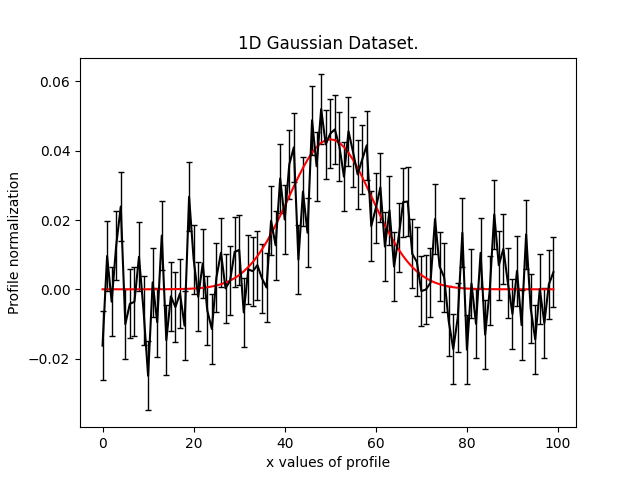 1D Gaussian Dataset.
Profile normalization
0.06
0.04
0.02
0.00
−0.02
0 20 40 60 80 100
x values of profile